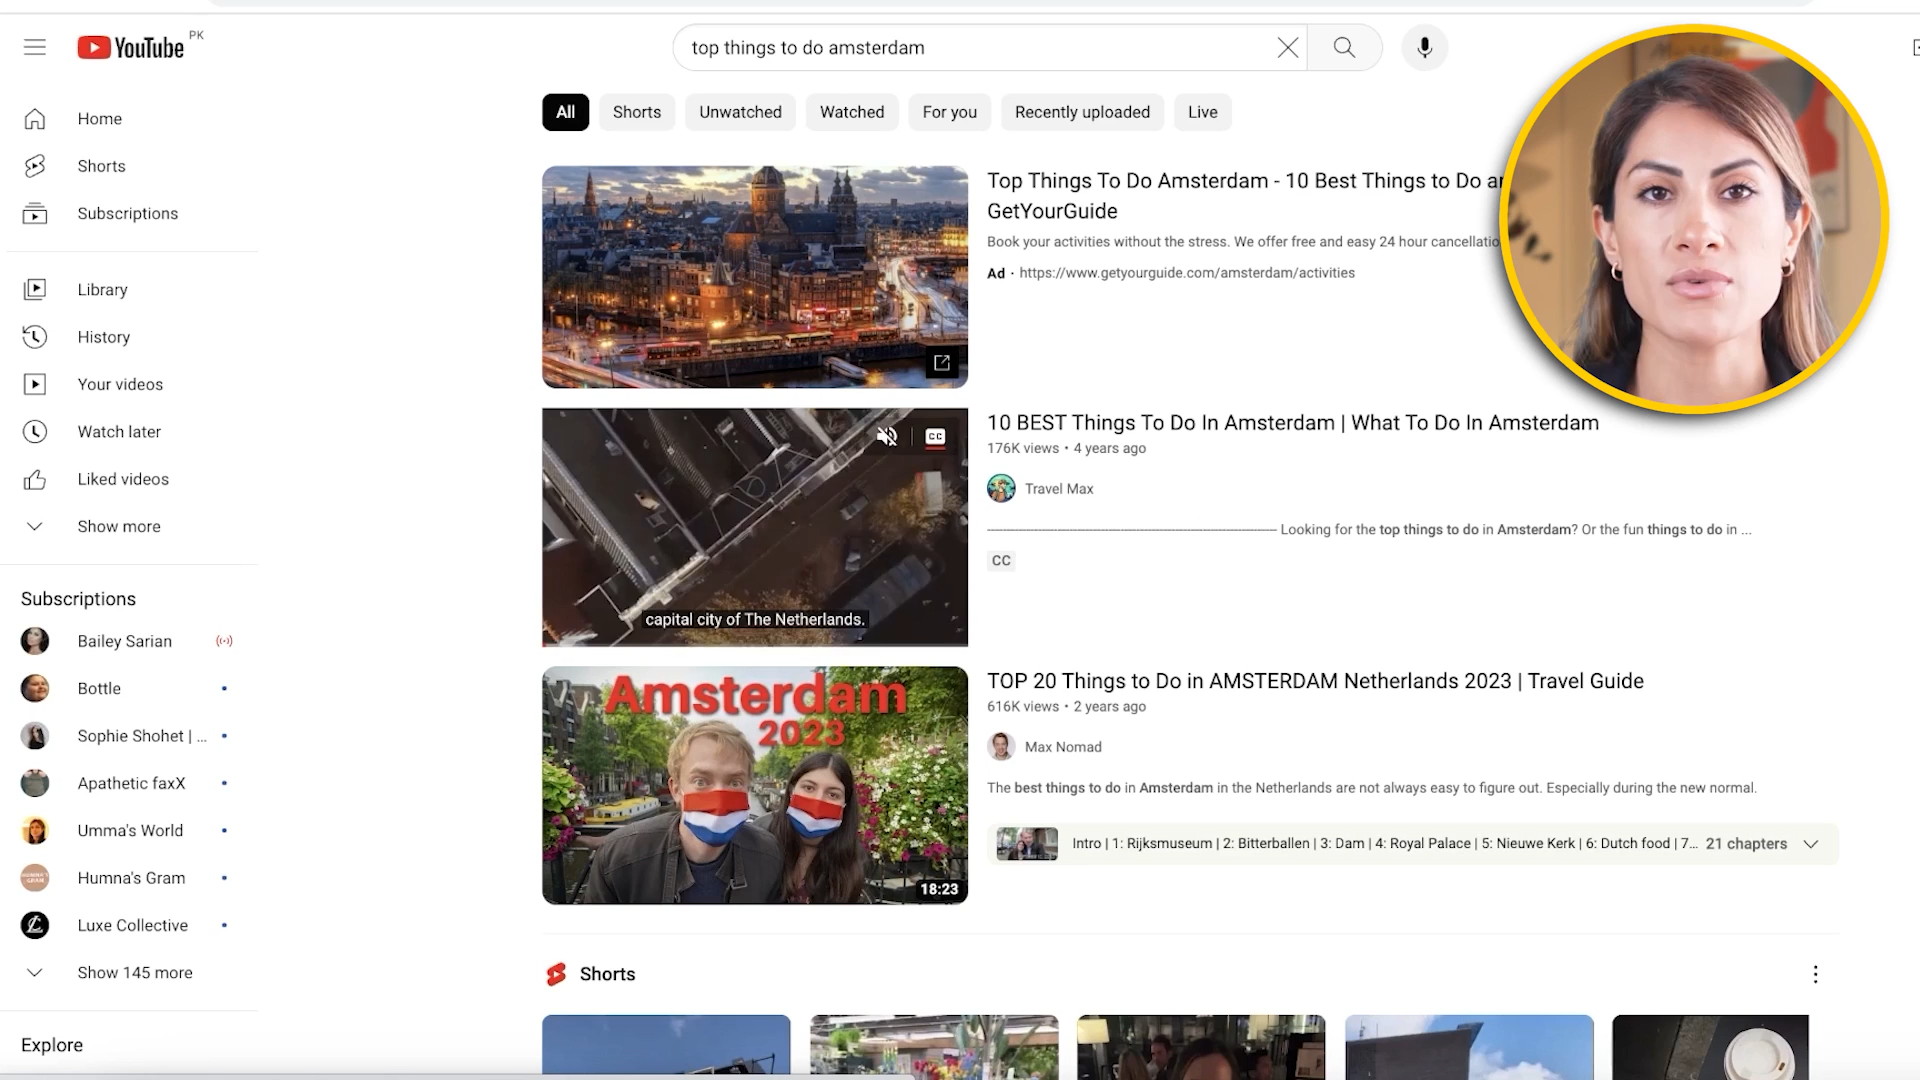 YouTube PK
top things to do amsterdam
Home
Shorts
Subscriptions
Library
History
Your videos
Watch later
Liked videos
Show more
Subscriptions
Bailey Sarian
Bottle
Sophie Shohet | ...
Apathetic faxX
Umma's World
Humna's Gram
Luxe Collective
Show 145 more
Explore
All
Shorts
Unwatched
Watched
For you
Recently uploaded
Live
Top Things To Do Amsterdam - 10 Best Things to Do
GetYourGuide
Book your activities without the stress. We offer free and easy 24 hour
Ad · https://www.getyourguide.com/amsterdam/activities
CC
capital city of The Netherlands.
10 BEST Things To Do In Amsterdam | What To Do In Amsterdam
176K views • 4 years ago
Travel Max
Looking for the top things to do in Amsterdam? Or the fun things to do in ...
CC
Amsterdam
2023
18:23
TOP 20 Things to Do in AMSTERDAM Netherlands 2023 | Travel Guide
616K views • 2 years ago
Max Nomad
The best things to do in Amsterdam in the Netherlands are not always easy to figure out. Especially during the new normal.
Intro | 1: Rijksmuseum | 2: Bitterballen | 3: Dam | 4: Royal Palace | 5: Nieuwe Kerk | 6: Dutch food | 7... 21 chapters
Shorts